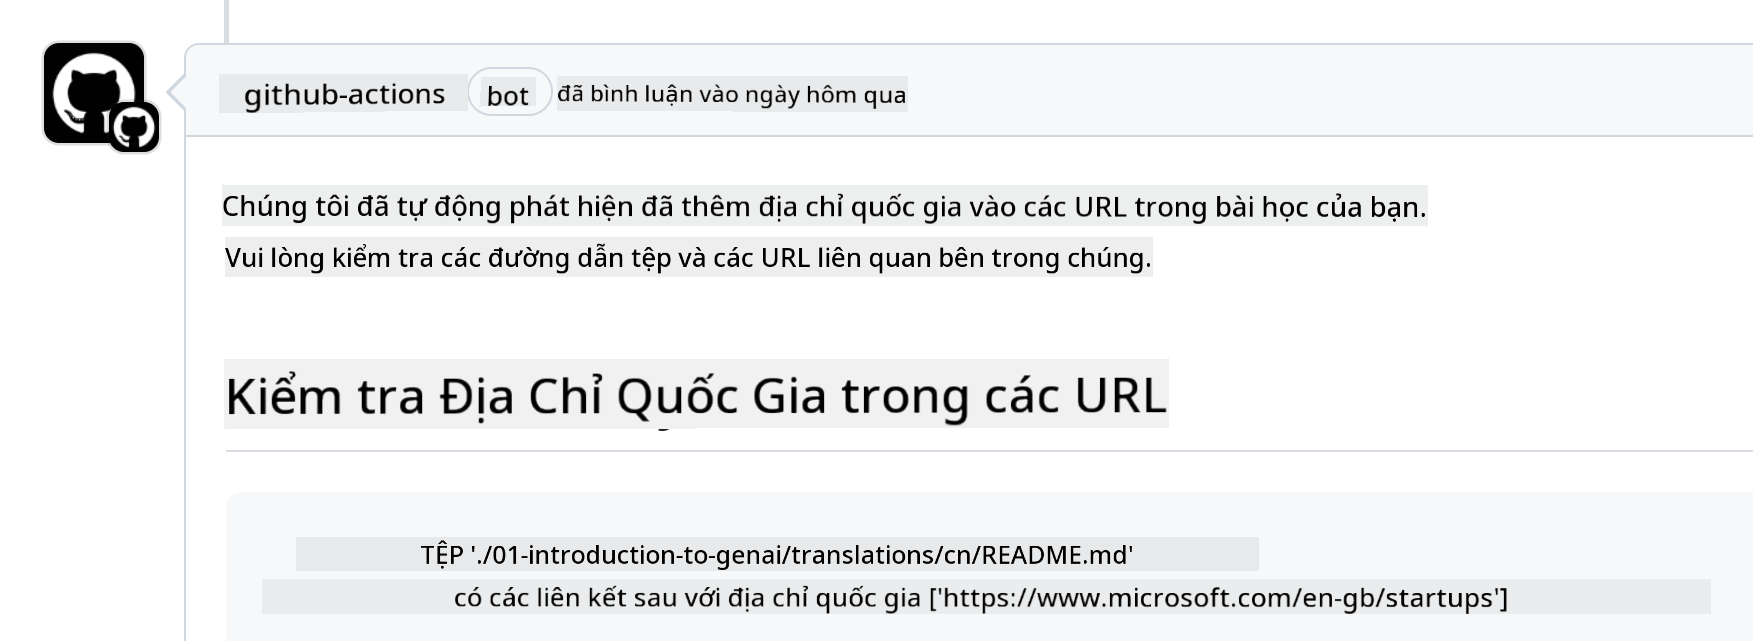 github-actions bot đã bình luận vào ngày hôm qua
Chúng tôi đã tự động phát hiện đã thêm địa chỉ quốc gia vào các URL trong bài học của bạn.
Vui lòng kiểm tra các đường dẫn tệp và các URL liên quan bên trong chúng.
Kiểm tra Địa Chỉ Quốc Gia trong các URL
TỆP './01-introduction-to-genai/translations/cn/README.md'
có các liên kết sau với địa chỉ quốc gia ['https://www.microsoft.com/en-gb/startups']